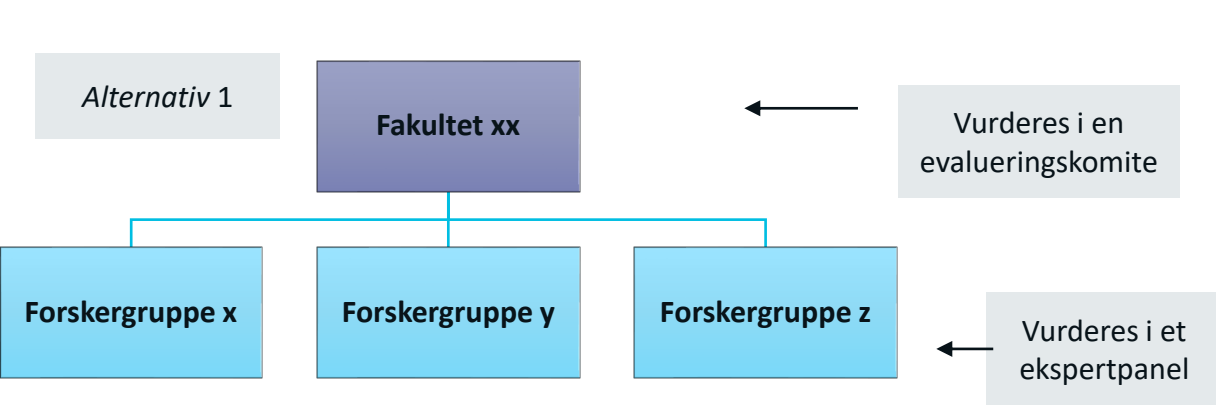 Alternativ 1
Fakultet xx
Vurderes i en
evalueringskomite
Forskergruppe x
Forskergruppe y
Forskergruppe z
Vurderes i et
ekspertpanel